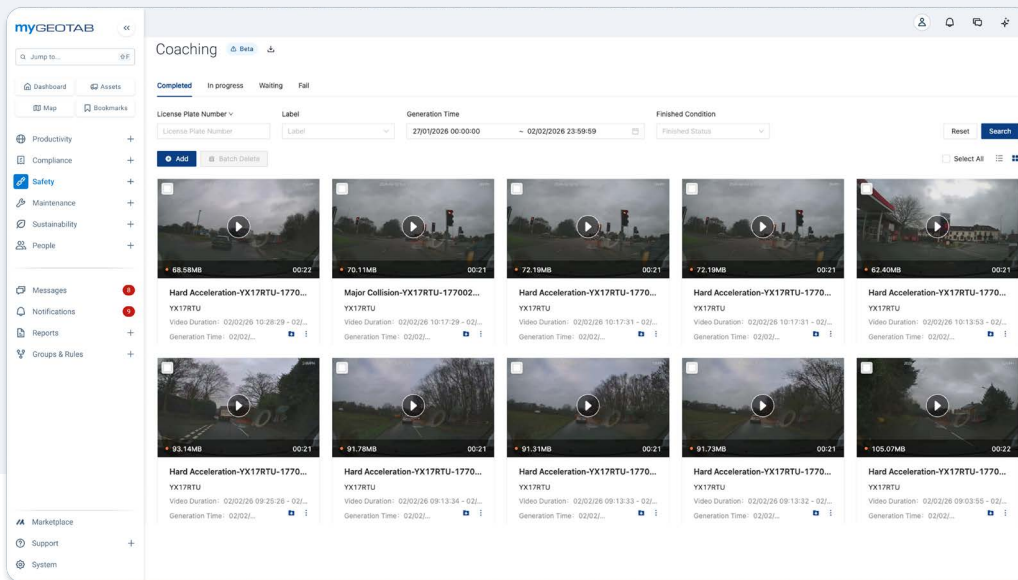 myGEOTAB
Jump to...
Dashboard
Assets
Map
Bookmarks
Productivity
Compliance
Safety
Maintenance
Sustainability
People
Messages 8
Notifications 9
Reports
Groups & Rules
Marketplace
Support
System
Coaching Beta
Completed In progress Waiting Fail
License Plate Number Label Generation Time Finished Condition
License Plate Number Label 27/01/2026 00:00:00 ~ 02/02/2026 23:59:59 Finished Status Reset Search
Add Batch Delete Select All
68.58MB 00:22
Hard Acceleration-YX17RTU-1770...
YX17RTU
Video Duration: 02/02/26 10:28:29 - 02/...
Generation Time: 02/02/...
70.11MB 00:21
Major Collision-YX17RTU-177002...
YX17RTU
Video Duration: 02/02/26 10:17:29 - 02/...
Generation Time: 02/02/...
72.19MB 00:21
Hard Acceleration-YX17RTU-1770...
YX17RTU
Video Duration: 02/02/26 10:17:31 - 02/...
Generation Time: 02/02/...
72.19MB 00:21
Hard Acceleration-YX17RTU-1770...
YX17RTU
Video Duration: 02/02/26 10:17:31 - 02/...
Generation Time: 02/02/...
62.40MB 00:21
Hard Acceleration-YX17RTU-1770...
YX17RTU
Video Duration: 02/02/26 10:13:53 - 02/...
Generation Time: 02/02/...
93.14MB 00:21
Hard Acceleration-YX17RTU-1770...
YX17RTU
Video Duration: 02/02/26 09:25:26 - 02/...
Generation Time: 02/02/...
91.78MB 00:21
Hard Acceleration-YX17RTU-1770...
YX17RTU
Video Duration: 02/02/26 09:13:34 - 02/...
Generation Time: 02/02/...
91.31MB 00:21
Hard Acceleration-YX17RTU-1770...
YX17RTU
Video Duration: 02/02/26 09:13:33 - 02/...
Generation Time: 02/02/...
91.73MB 00:21
Hard Acceleration-YX17RTU-1770...
YX17RTU
Video Duration: 02/02/26 09:13:32 - 02/...
Generation Time: 02/02/...
105.07MB 00:22
Hard Acceleration-YX17RTU-1770...
YX17RTU
Video Duration: 02/02/26 09:03:55 - 02/...
Generation Time: 02/02/...